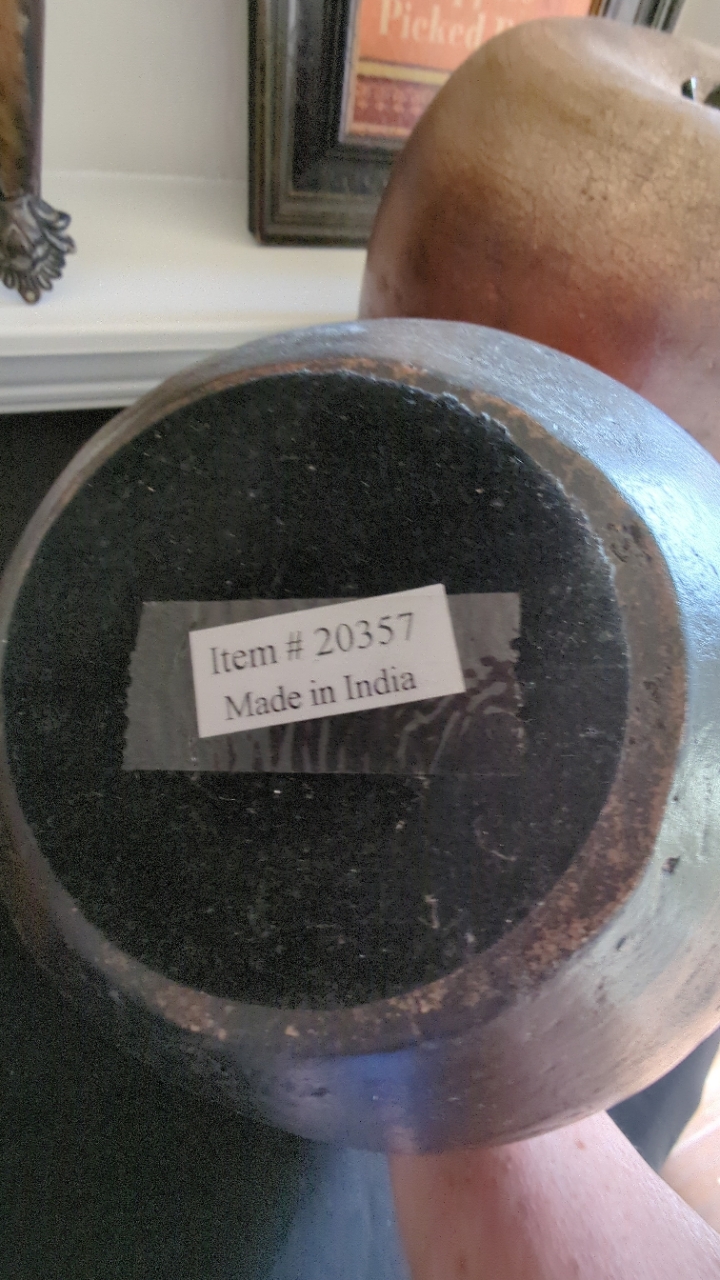 Picked
Item # 20357
Made in India